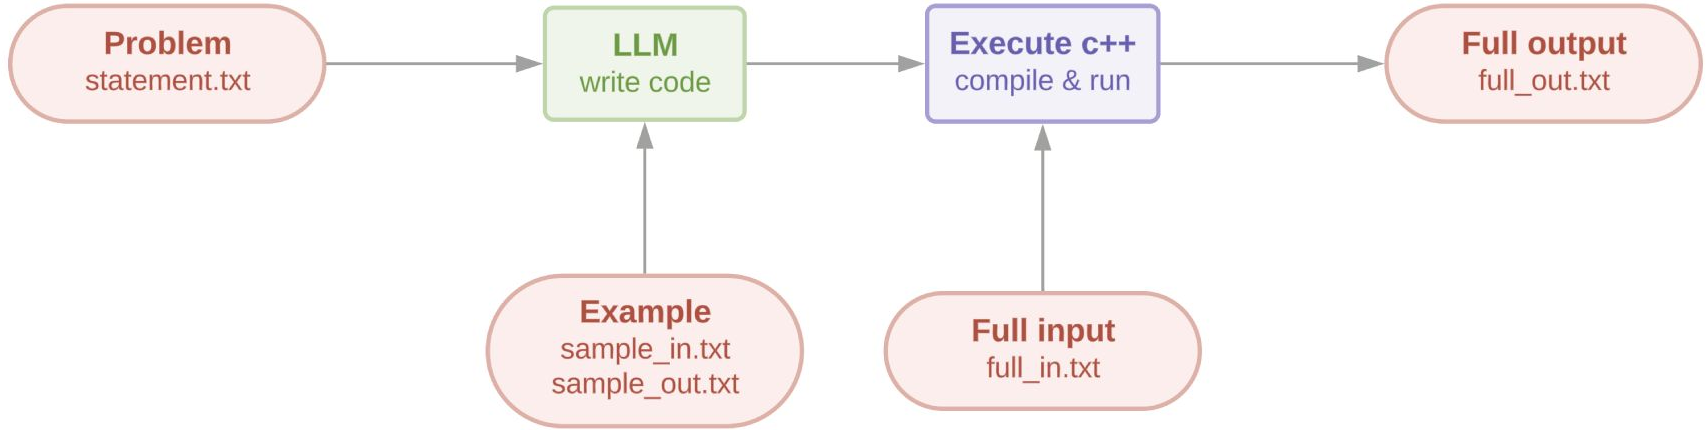 Problem
statement.txt
LLM
write code
Execute c++
compile & run
Full output
full_out.txt
Example
sample_in.txt
sample_out.txt
Full input
full_in.txt